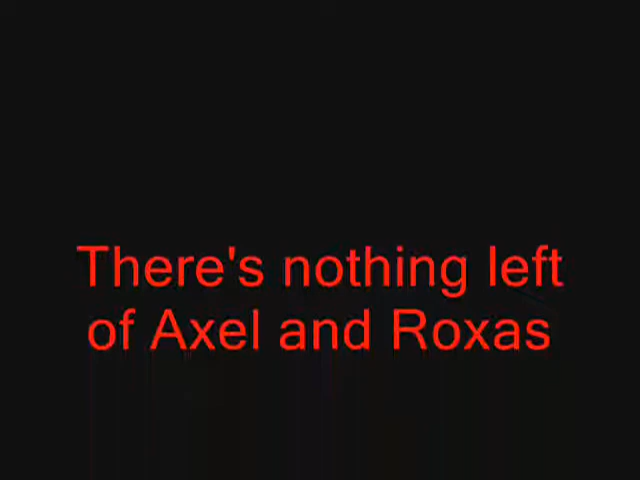 There's nothing left
of Axel and Roxas